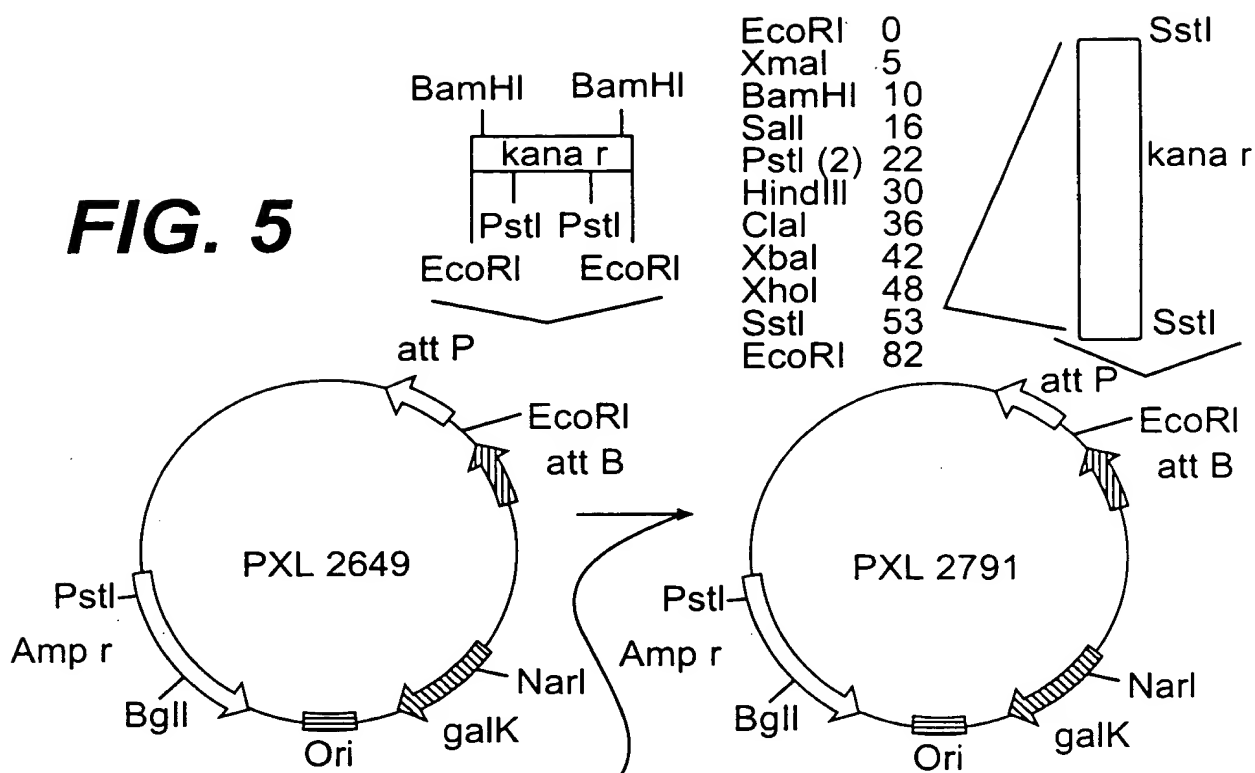 FIG. 5
BamHI BamHI
kana r
PstI PstI
EcoRI EcoRI
EcoRI 0
XmaI 5
BamHI 10
SalI 16
PstI (2) 22
HindIII 30
ClaI 36
XbaI 42
XhoI 48
SstI 53
EcoRI 82
SstI
kana r
SstI
att P
EcoRI
att B
PXL 2649
PstI
Amp r
BglI
Ori
galK
NarI
att P
EcoRI
att B
PXL 2791
PstI
Amp r
BglI
Ori
galK
NarI